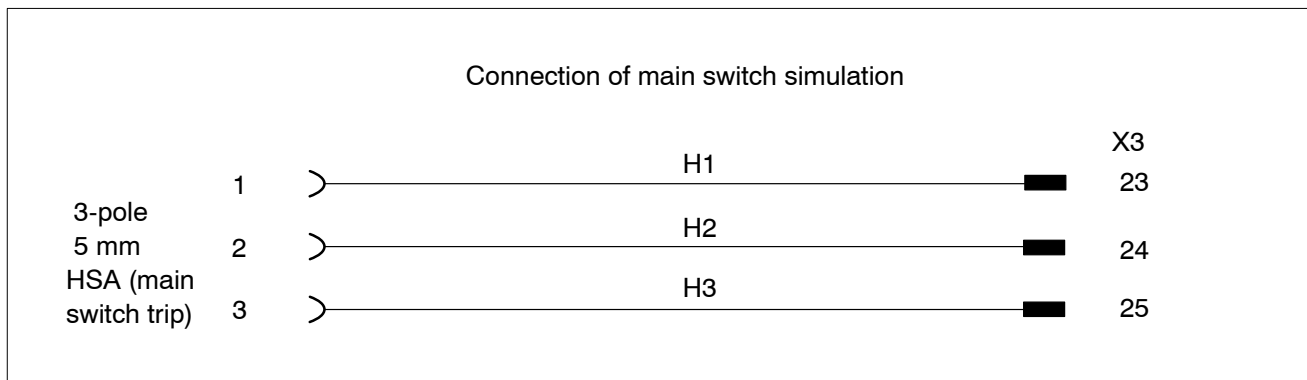 Connection of main switch simulation
X3
1 H1 23
3-pole
5 mm
2 H2 24
HSA (main
switch trip)
3 H3 25